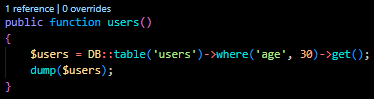 1 reference | 0 overrides
public function users()
{
    $users = DB::table('users')->where('age', 30)->get();
    dump($users);
}